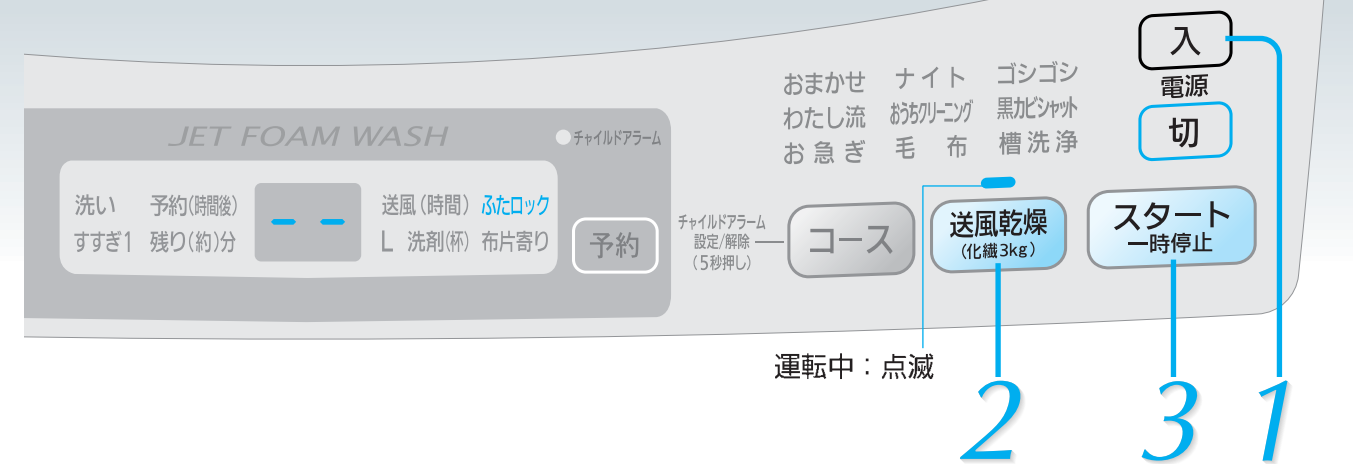 入
電源
切
おまかせ ナイト ゴシゴシ
わたし流 おうちクリーニング 黒カビシャット
お急ぎ 毛布 槽洗浄
JET FOAM WASH
チャイルドアラーム
洗い 予約(時間後) -- 送風(時間) ふたロック
すすぎ1 残り(約)分 L 洗剤(杯) 布片寄り
予約
チャイルドアラーム
設定/解除
(5秒押し)
コース
送風乾燥
(化繊3kg)
スタート
一時停止
運転中:点滅
2 3 1